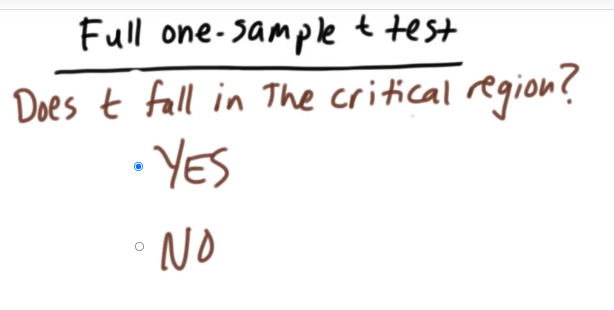 Full one-sample t test
Does t fall in The critical region?
YES
NO